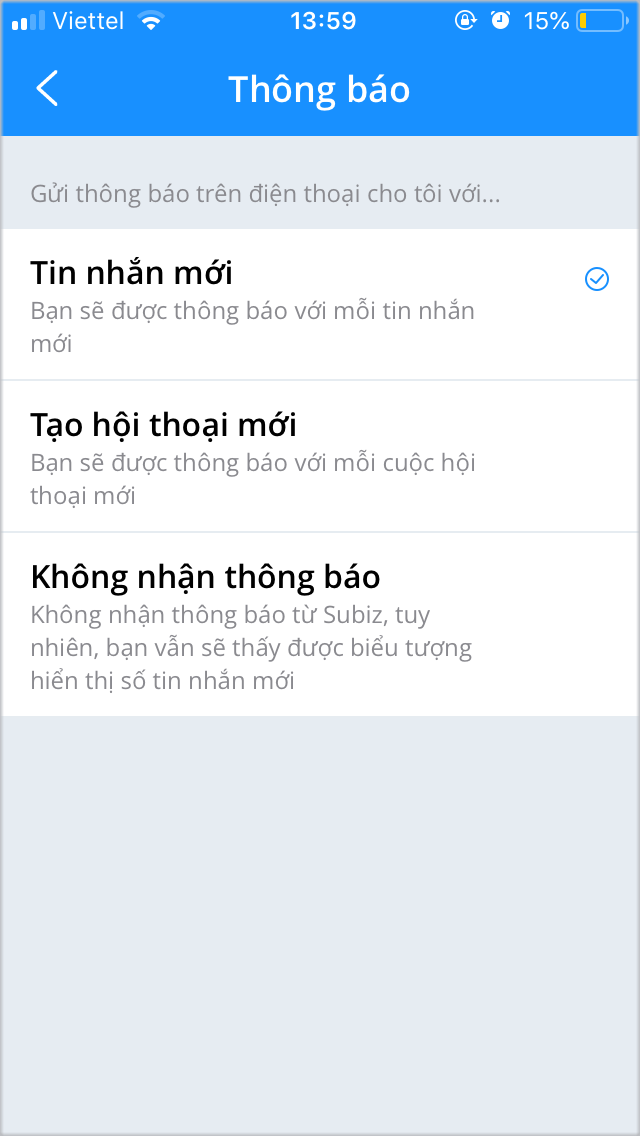 Viettel 13:59 15%
Thông báo
Gửi thông báo trên điện thoại cho tôi với...
Tin nhắn mới
Bạn sẽ được thông báo với mỗi tin nhắn
mới
Tạo hội thoại mới
Bạn sẽ được thông báo với mỗi cuộc hội
thoại mới
Không nhận thông báo
Không nhận thông báo từ Subiz, tuy
nhiên, bạn vẫn sẽ thấy được biểu tượng
hiển thị số tin nhắn mới